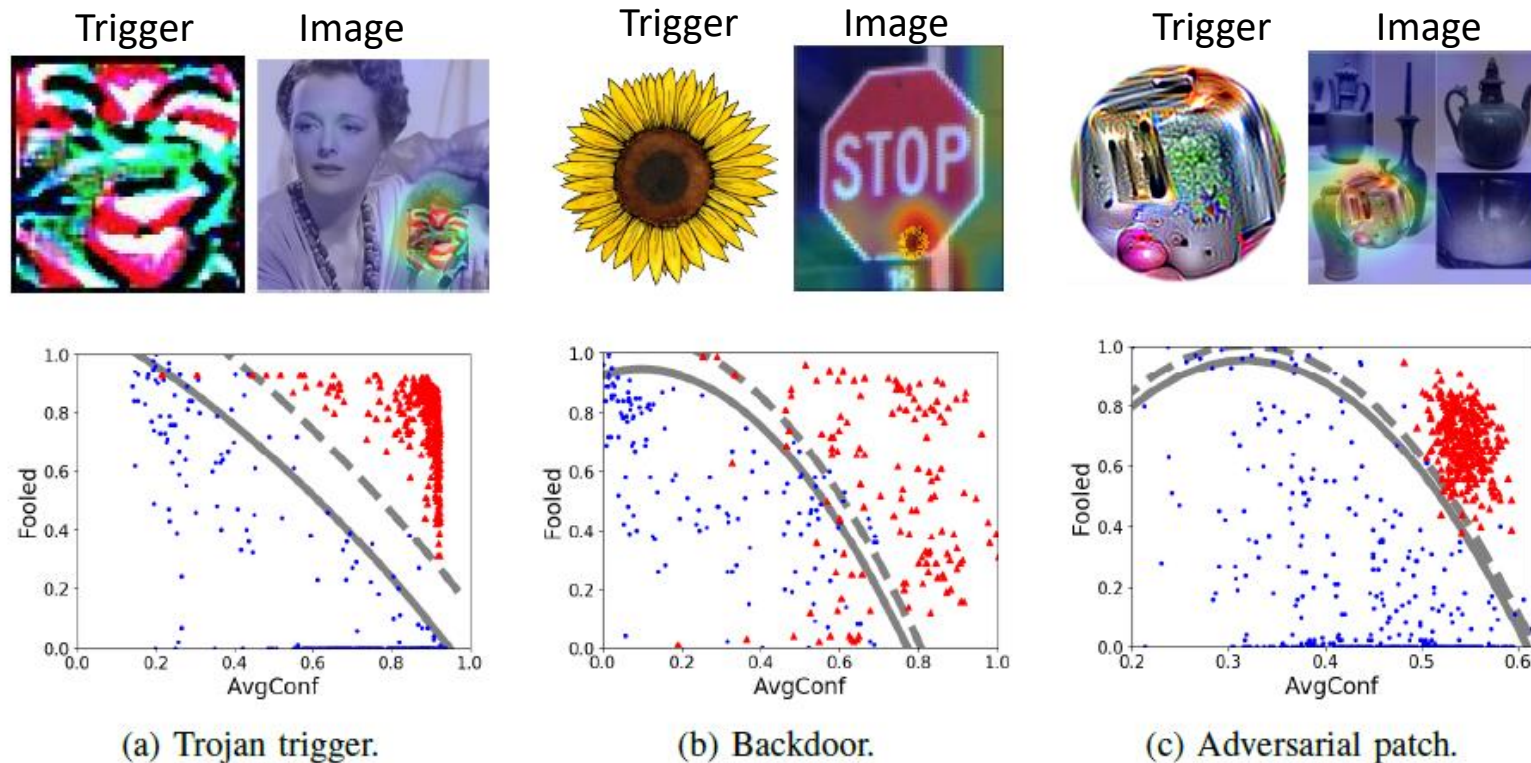 Trigger Image
Trigger Image
Trigger Image
STOP
Fooled
1.0
0.8
0.6
0.4
0.2
0.0
0.0 0.2 0.4 0.6 0.8 1.0
AvgConf
(a) Trojan trigger.
Fooled
1.0
0.8
0.6
0.4
0.2
0.0
0.0 0.2 0.4 0.6 0.8 1.0
AvgConf
(b) Backdoor.
Fooled
1.0
0.8
0.6
0.4
0.2
0.0
0.2 0.3 0.4 0.5 0.6
AvgConf
(c) Adversarial patch.